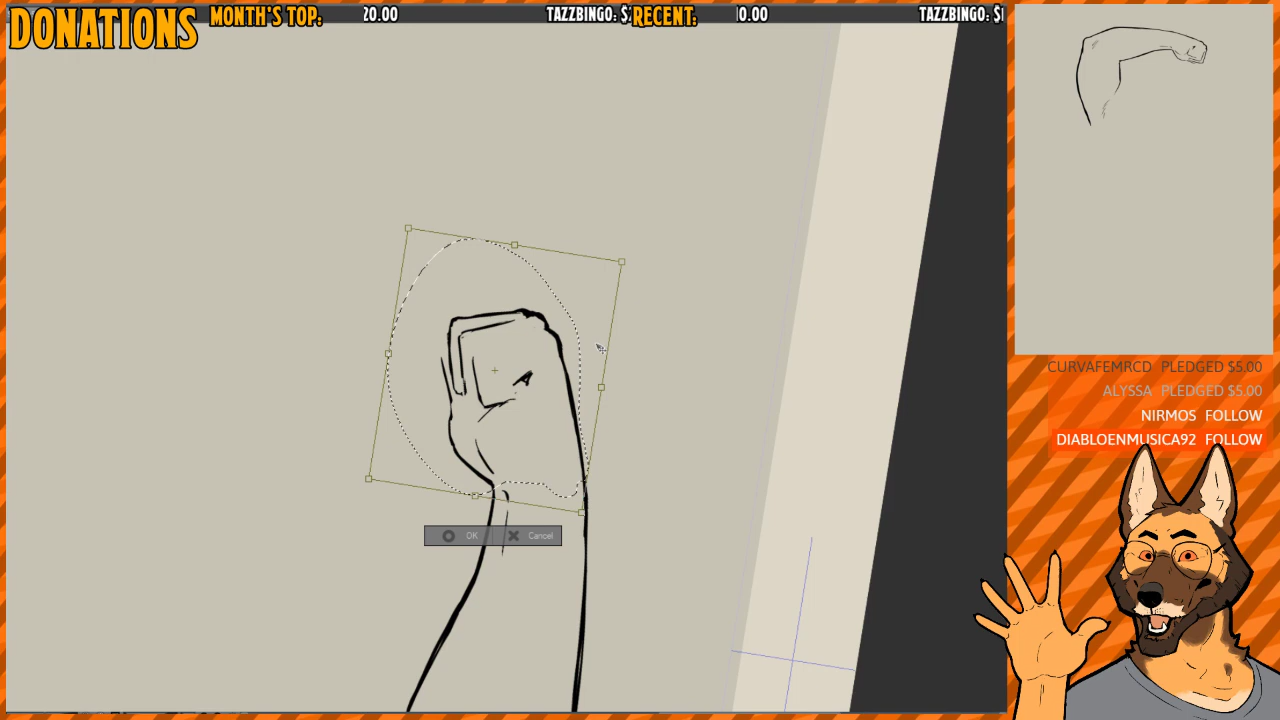 DONATIONS
MONTH'S TOP:
20.00
TAZZBINGO: $
RECENT:
0.00
TAZZBINGO: $
CURVAFEMRCD PLEDGED $5.00
ALYSSA PLEDGED $5.00
NIRMOS FOLLOW
DIABLOENMUSICA92 FOLLOW
OK
Cancel